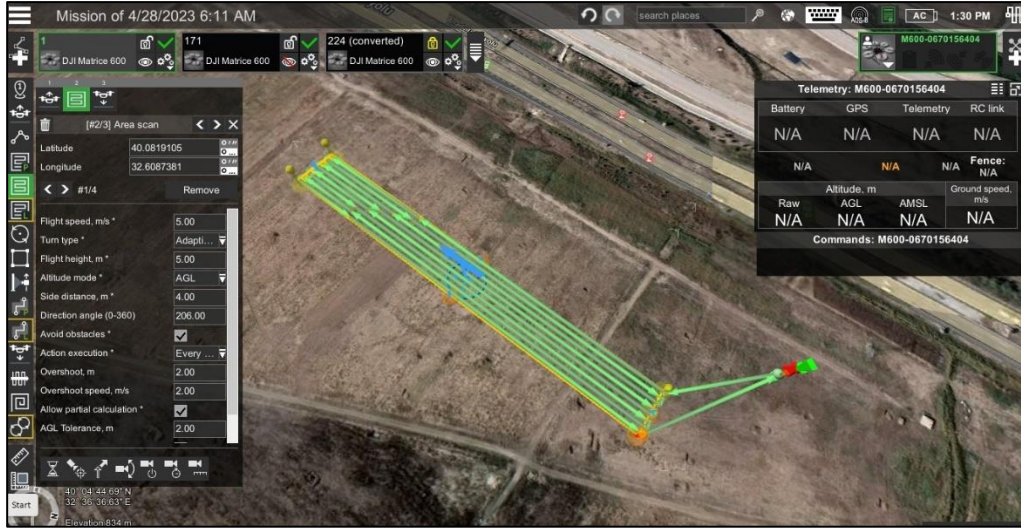 Mission of 4/28/2023 6:11 AM
search places
ADS-B
AC
1:30 PM
1
DJI Matrice 600
171
DJI Matrice 600
224 (converted)
DJI Matrice 600
M600-0670156404
1 2 3
[#2/3] Area scan
Latitude 40.0819105
Longitude 32.6087381
#1/4 Remove
Flight speed, m/s * 5.00
Turn type * Adapti...
Flight height, m * 5.00
Altitude mode * AGL
Side distance, m * 4.00
Direction angle (0-360) 206.00
Avoid obstacles *
Action execution * Every ...
Overshoot, m 2.00
Overshoot speed, m/s 2.00
Allow partial calculation *
AGL Tolerance, m 2.00
Telemetry: M600-0670156404
Battery GPS Telemetry RC link
N/A N/A N/A N/A
N/A N/A N/A Fence: N/A
Altitude, m Ground speed, m/s
Raw AGL AMSL
N/A N/A N/A N/A
Commands: M600-0670156404
40° 04' 44.69" N
32° 36' 36.63" E
Start
Elevation 834 m